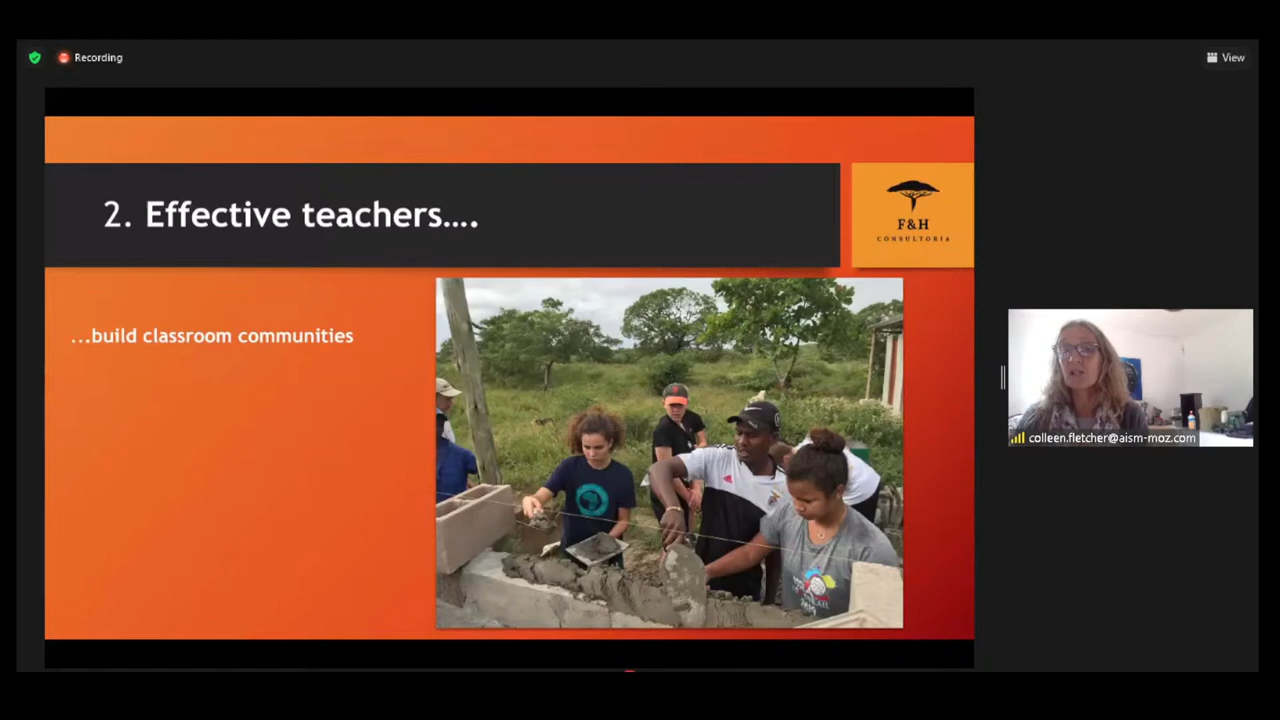 Recording
View
2. Effective teachers....
F&H
CONSULTORIA
...build classroom communities
colleen.fletcher@aism-moz.com